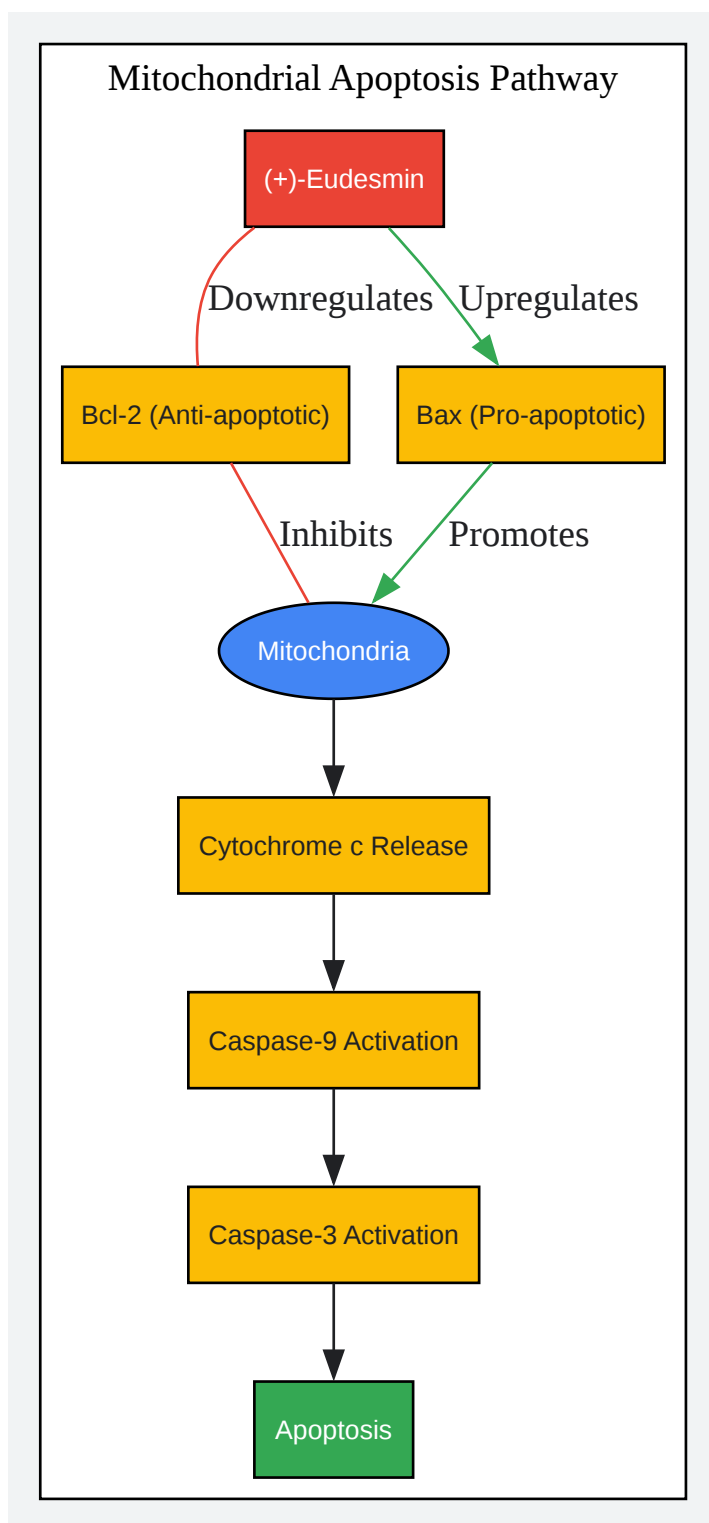 Mitochondrial Apoptosis Pathway
(+)-Eudesmin
Downregulates
Upregulates
Bcl-2 (Anti-apoptotic)
Bax (Pro-apoptotic)
Inhibits
Promotes
Mitochondria
Cytochrome c Release
Caspase-9 Activation
Caspase-3 Activation
Apoptosis